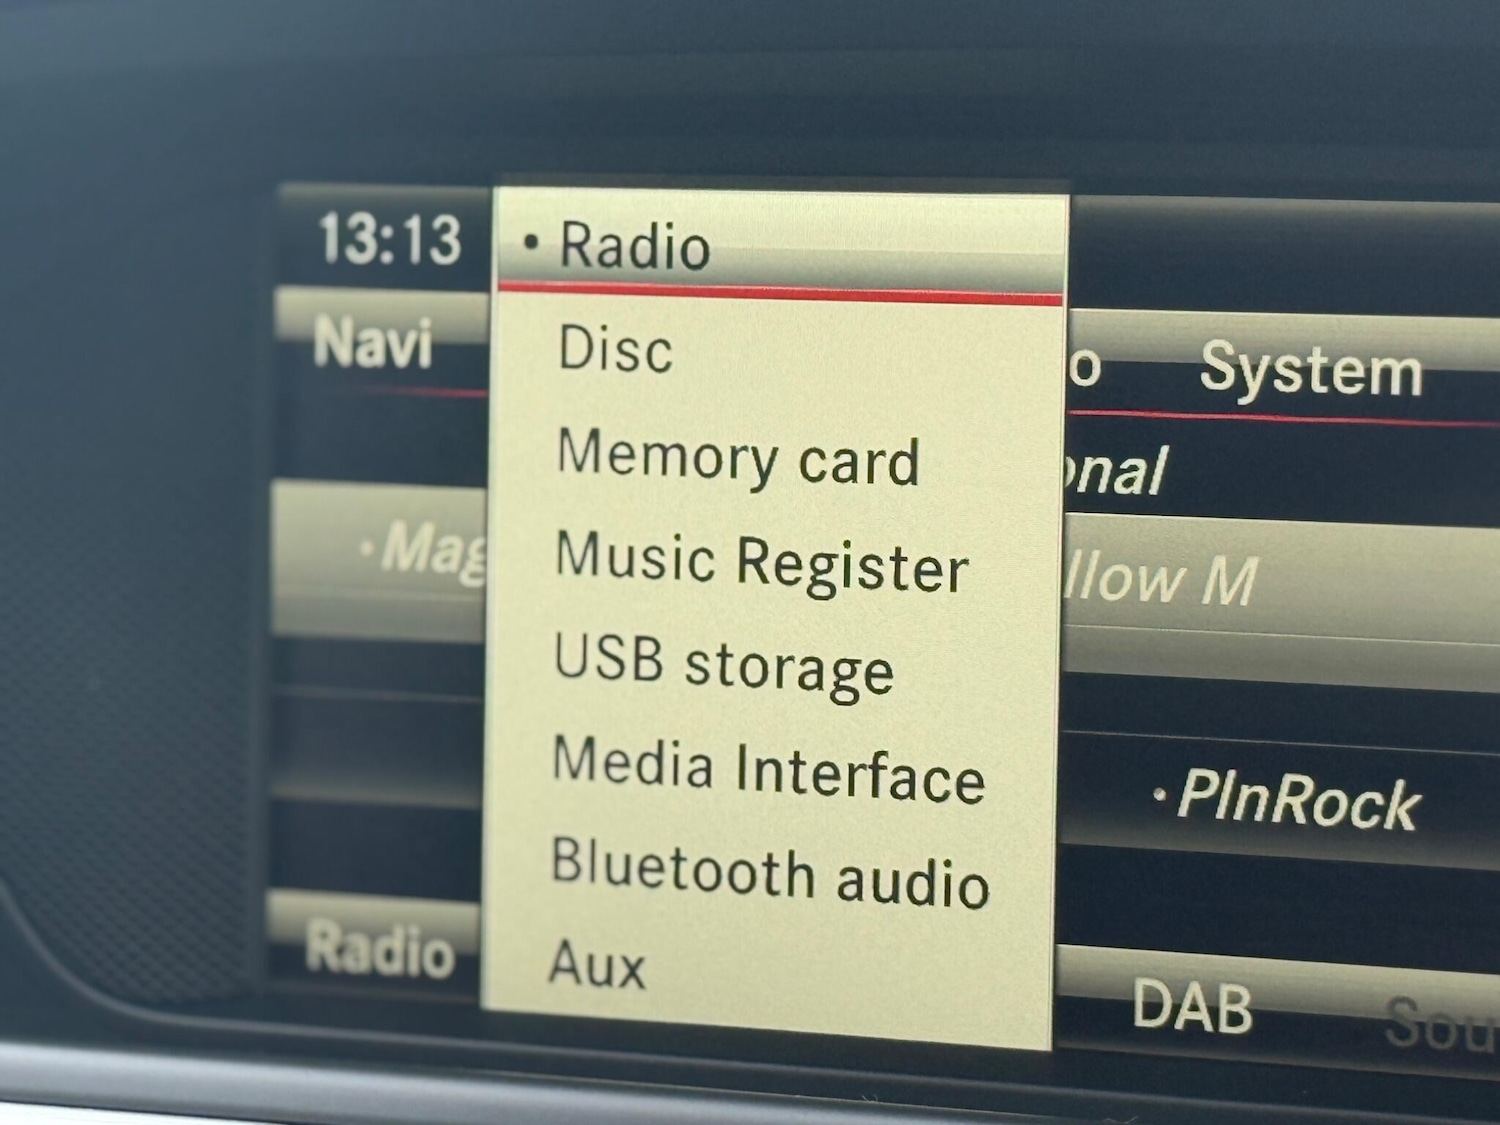 13:13
• Radio
Navi
Disc
System
Memory card
Music Register
USB storage
Media Interface
• PlnRock
Bluetooth audio
Radio
Aux
DAB